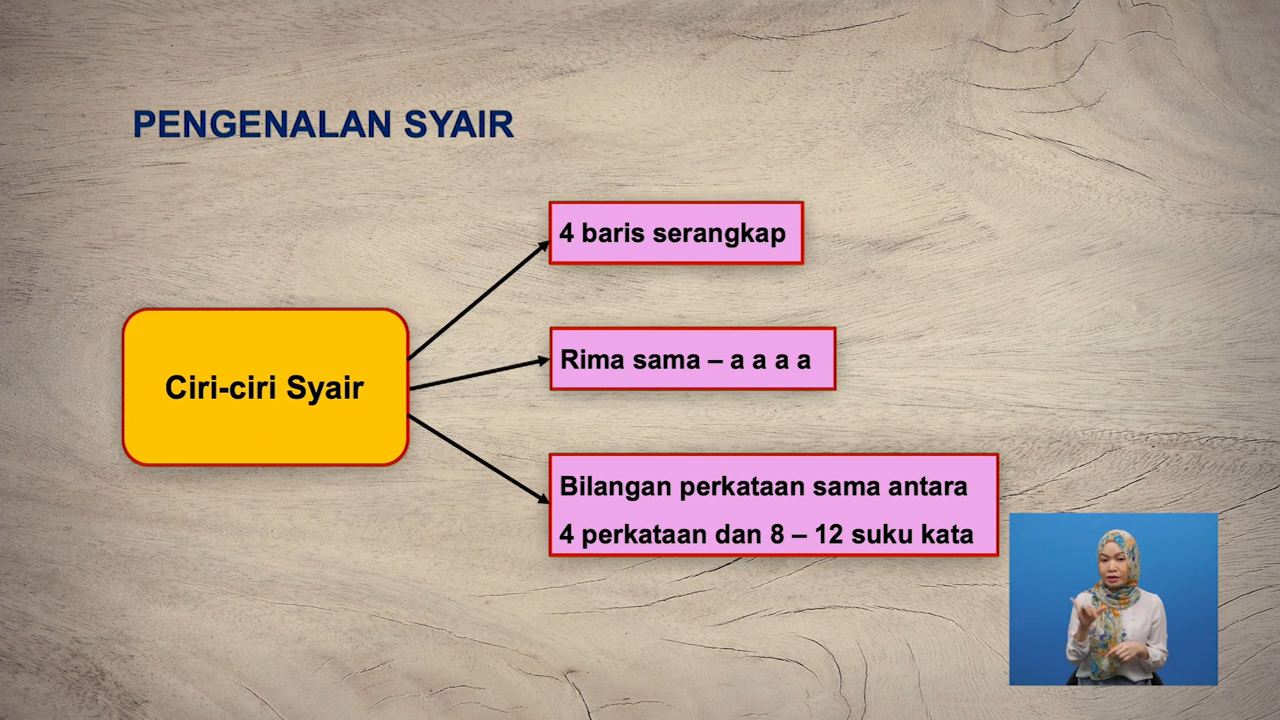 PENGENALAN SYAIR
4 baris serangkap
Ciri-ciri Syair
Rima sama – a a a a
Bilangan perkataan sama antara
4 perkataan dan 8 – 12 suku kata